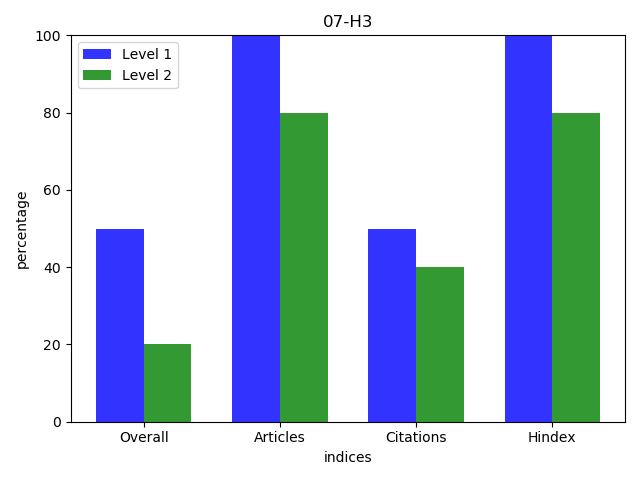 07-H3
Level 1
Level 2
100
80
60
40
20
0
percentage
Overall Articles Citations Hindex
indices